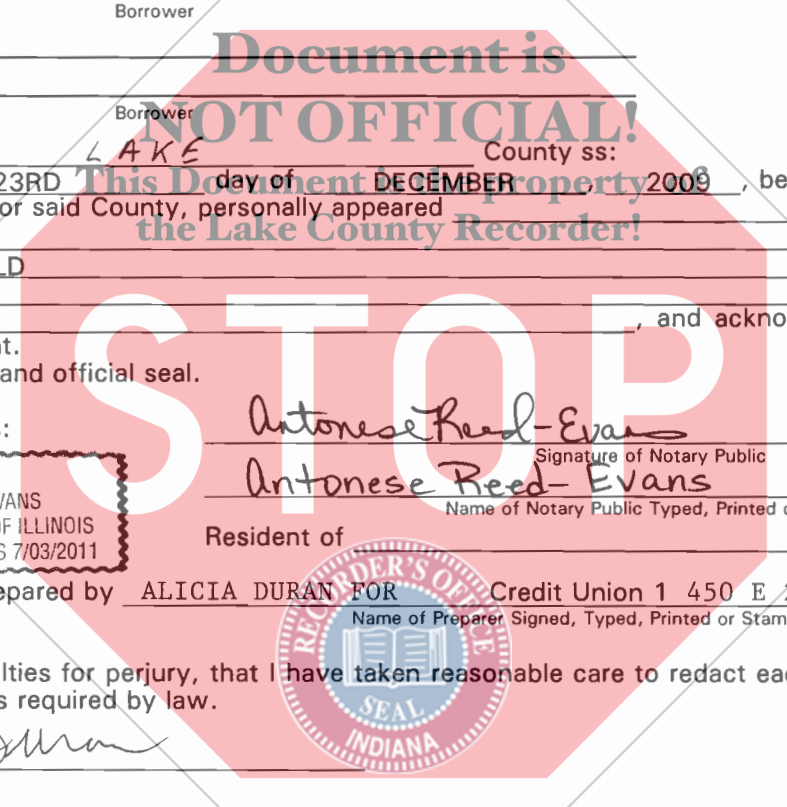 Borrower
Document is
NOT OFFICIAL!
Borrower
LAKE County ss:
23RD day of DECEMBER, 2009, be
This Document is the property of
or said County, personally appeared
the Lake County Recorder!
LD
STOP
, and ackno
t.
and official seal.
:
Antonese Reed-Evans
Signature of Notary Public
Antonese Reed-Evans
VANS
Name of Notary Public Typed, Printed o
OF ILLINOIS
S 7/03/2011
Resident of
epared by ALICIA DURAN FOR Credit Union 1 450 E
Name of Preparer Signed, Typed, Printed or Stam
RECORDER'S OFFICE
SEAL
INDIANA
lties for perjury, that I have taken reasonable care to redact eac
s required by law.